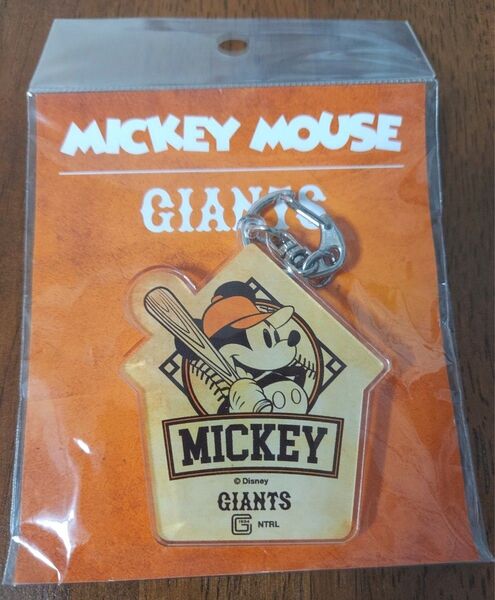 MICKEY MOUSE
GIANTS
MICKEY
© Disney
GIANTS
1934
G NTRL